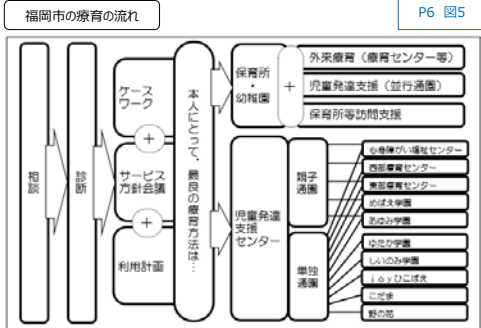 福岡市の療育の流れ
P6 図5
相談
診断
ケース
ワーク
+
サービス
方針会議
+
利用計画
本人にとって、最良の療育方法は…
保育所
・
幼稚園
+
外来療育（療育センター等）
児童発達支援（並行通園）
保育所等訪問支援
児童発達
支援
センター
親子
通園
単独
通園
心身障がい福祉センター
西部療育センター
東部療育センター
めばえ学園
あゆみ学園
ゆたか学園
しいのみ学園
ｊｏｙひこばえ
こだま
野の花